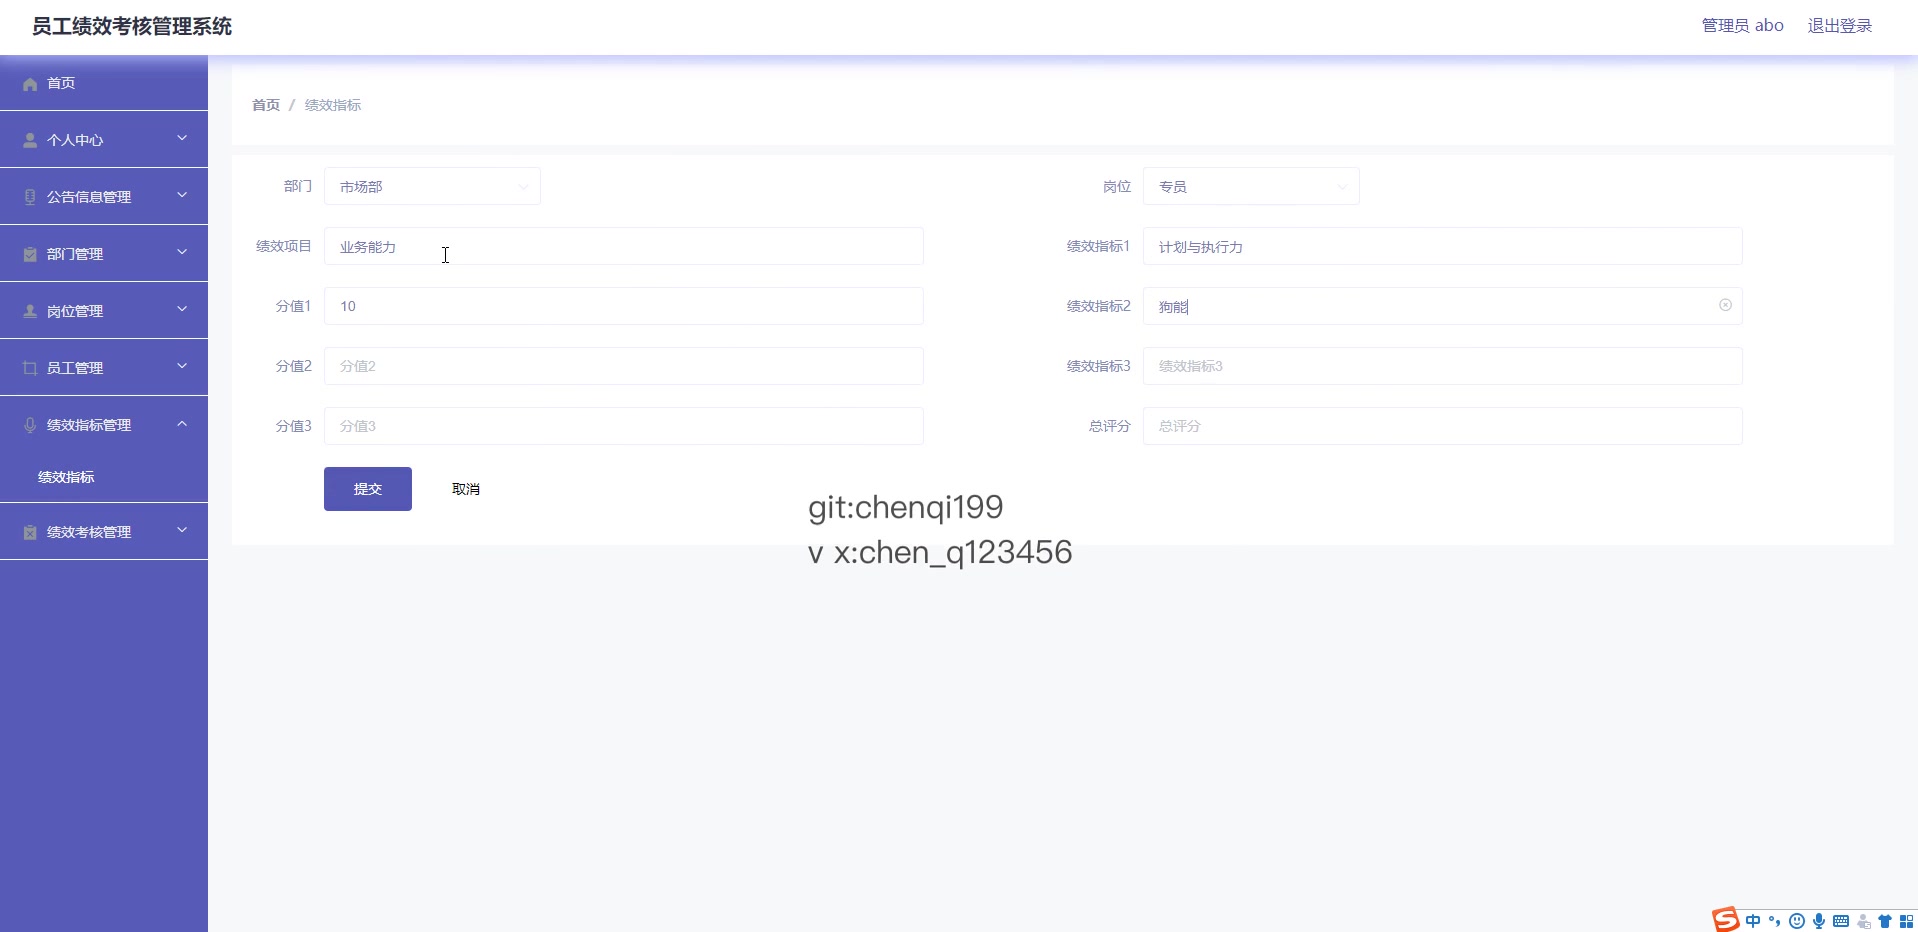 员工绩效考核管理系统
管理员 abo 退出登录
首页
个人中心
公告信息管理
部门管理
岗位管理
员工管理
绩效指标管理
绩效指标
绩效考核管理
首页 / 绩效指标
部门 市场部 岗位 专员
绩效项目 业务能力 绩效指标1 计划与执行力
分值1 10 绩效指标2 狗能
分值2 分值2 绩效指标3 绩效指标3
分值3 分值3 总评分 总评分
提交 取消
git:chenqi199
v x:chen_q123456
S 中 °,